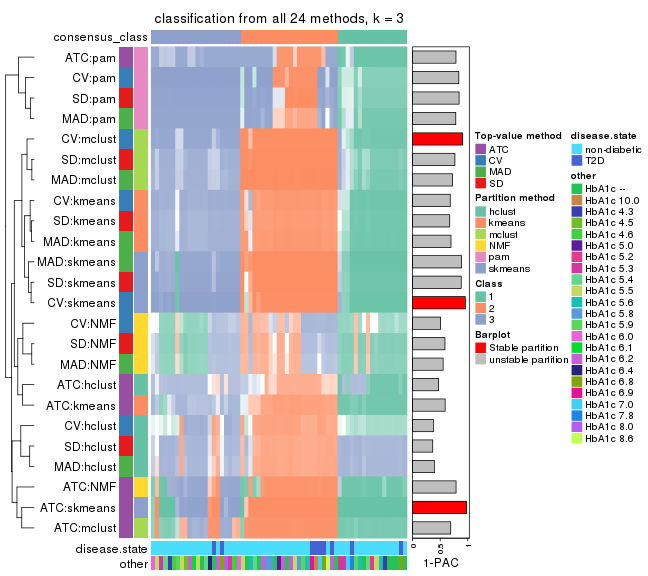 classification from all 24 methods, k = 3
consensus_class
ATC:pam
CV:pam
SD:pam
MAD:pam
CV:mclust
SD:mclust
MAD:mclust
CV:kmeans
SD:kmeans
MAD:kmeans
MAD:skmeans
SD:skmeans
CV:skmeans
CV:NMF
SD:NMF
MAD:NMF
ATC:hclust
ATC:kmeans
CV:hclust
SD:hclust
MAD:hclust
ATC:NMF
ATC:skmeans
ATC:mclust
disease.state
other
0
0.5
1
1-PAC
Top-value method
ATC
CV
MAD
SD
Partition method
hclust
kmeans
mclust
NMF
pam
skmeans
Class
1
2
3
Barplot
Stable partition
unstable partition
disease.state
non-diabetic
T2D
other
HbA1c --
HbA1c 10.0
HbA1c 4.3
HbA1c 4.5
HbA1c 4.6
HbA1c 5.0
HbA1c 5.2
HbA1c 5.3
HbA1c 5.4
HbA1c 5.5
HbA1c 5.6
HbA1c 5.8
HbA1c 5.9
HbA1c 6.0
HbA1c 6.1
HbA1c 6.2
HbA1c 6.4
HbA1c 6.8
HbA1c 6.9
HbA1c 7.0
HbA1c 7.8
HbA1c 8.0
HbA1c 8.6